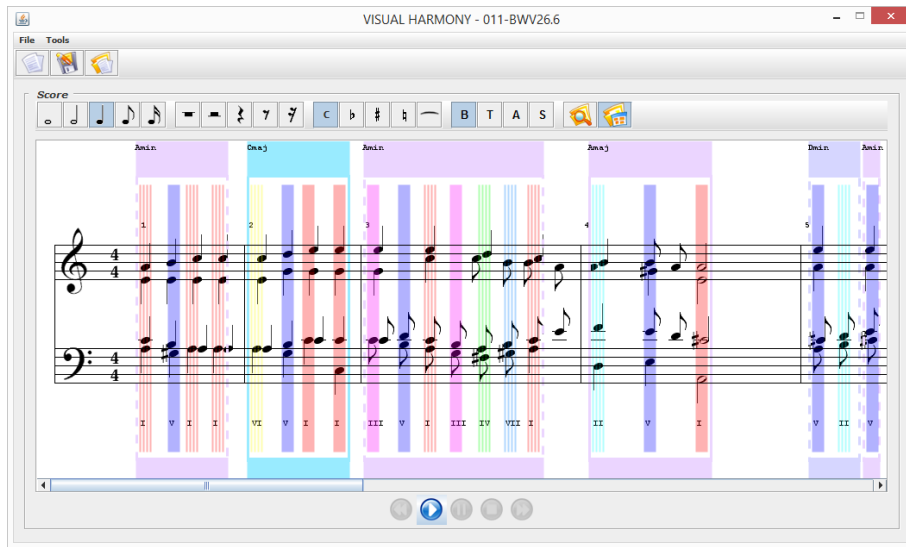 VISUAL HARMONY - 011-BWV26.6
File Tools
Score
C B T A S
Amin Cmaj Amin Amaj Dmin Amin
1 2 3 4 5
4 4
4 4
I V I I VI V I I III V I III IV VII I II V I V II V